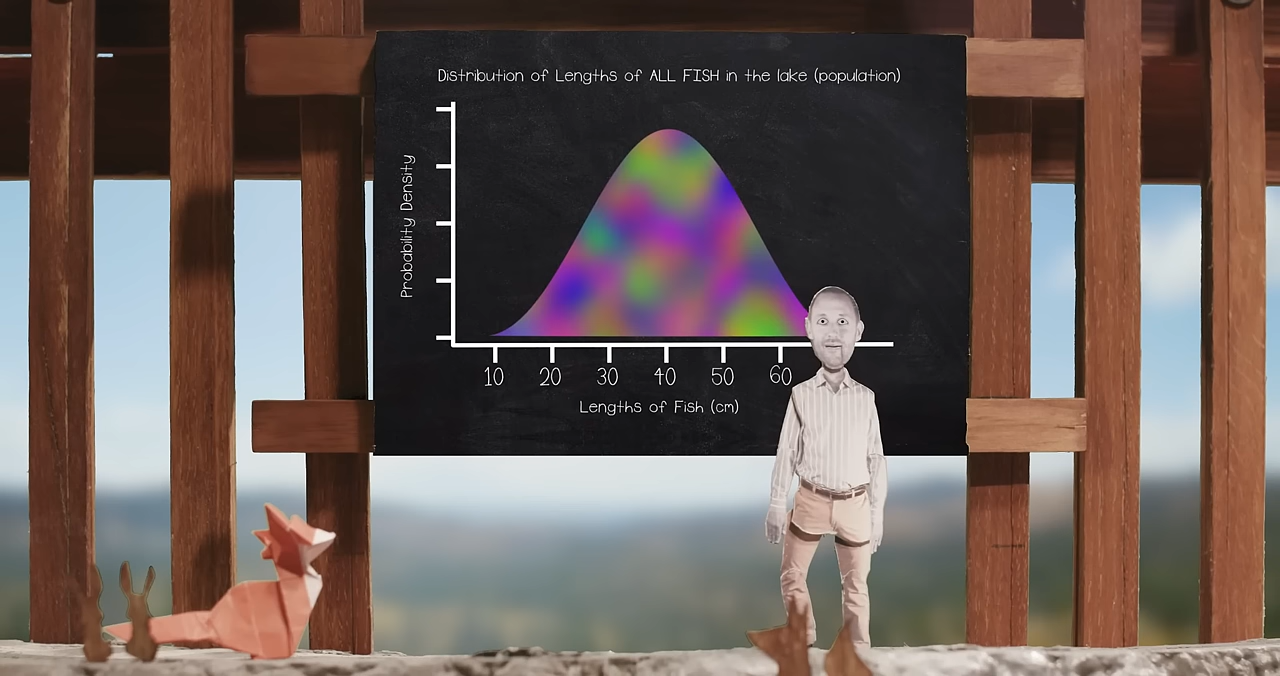 Distribution of Lengths of ALL FISH in the lake (population)
Probability Density
10 20 30 40 50 60
Lengths of Fish (cm)